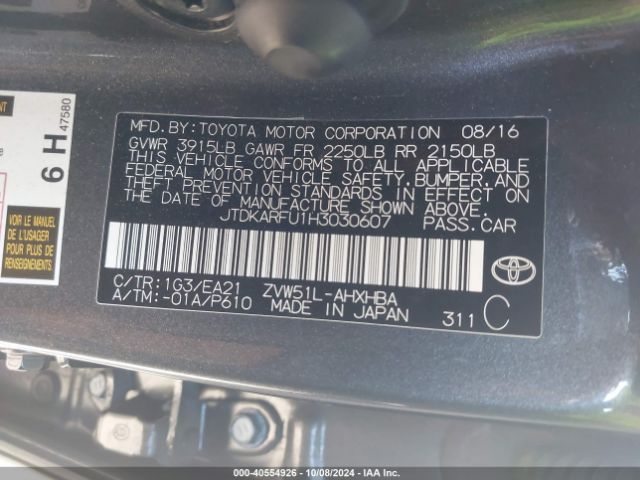 MFD.BY:TOYOTA MOTOR CORPORATION 08/16
GVWR 3915LB GAWR FR 2250LB RR 2150LB
THIS VEHICLE CONFORMS TO ALL APPLICABLE
FEDERAL MOTOR VEHICLE SAFETY,BUMPER,AND
THEFT PREVENTION STANDARDS IN EFFECT ON
THE DATE OF MANUFACTURE SHOWN ABOVE.
JTDKARFU1H3030607 PASS.CAR
C/TR:1G3/EA21 ZVW51L-AHXHBA
A/TM:-01A/P610 MADE IN JAPAN 311 C
TOYOTA
6 H
47580
VOIR LE
MANUEL DE
L'USAGER
POUR PLUS DE
RENSEIGNEMENTS
000-40554926 - 10/08/2024 - IAA Inc.